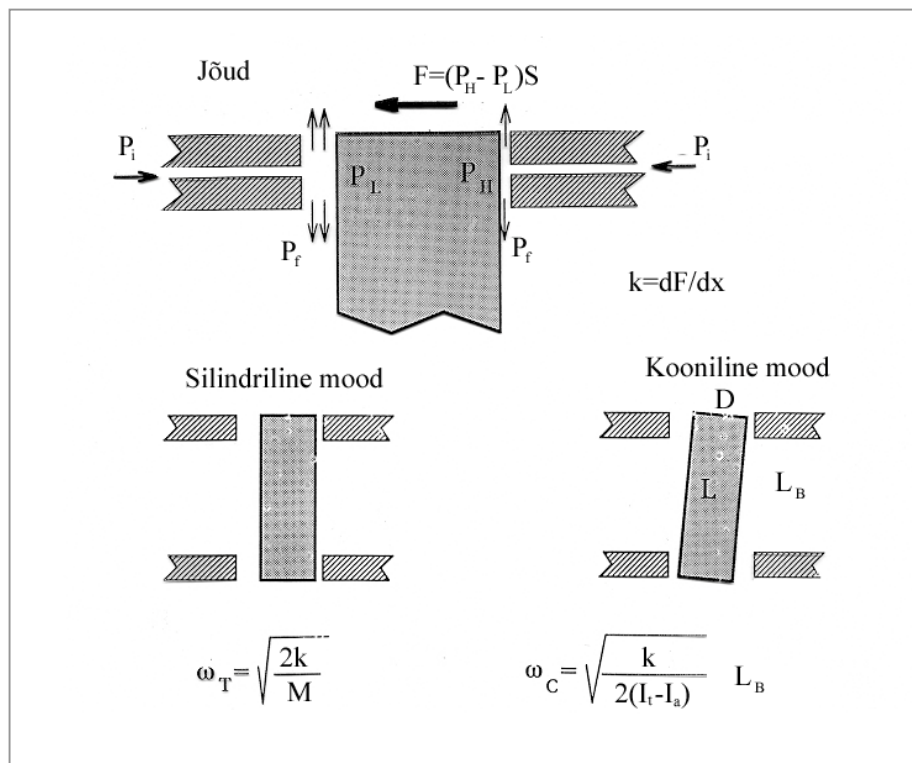 Jõud
F=(P_H- P_L)S
P_i
P_i
P_L
P_H
P_f
P_f
k=dF/dx
Silindriline mood
Kooniline mood
D
L
L_B
ω_T=√(2k/M)
ω_C=√(k/2(I_t-I_a)) L_B